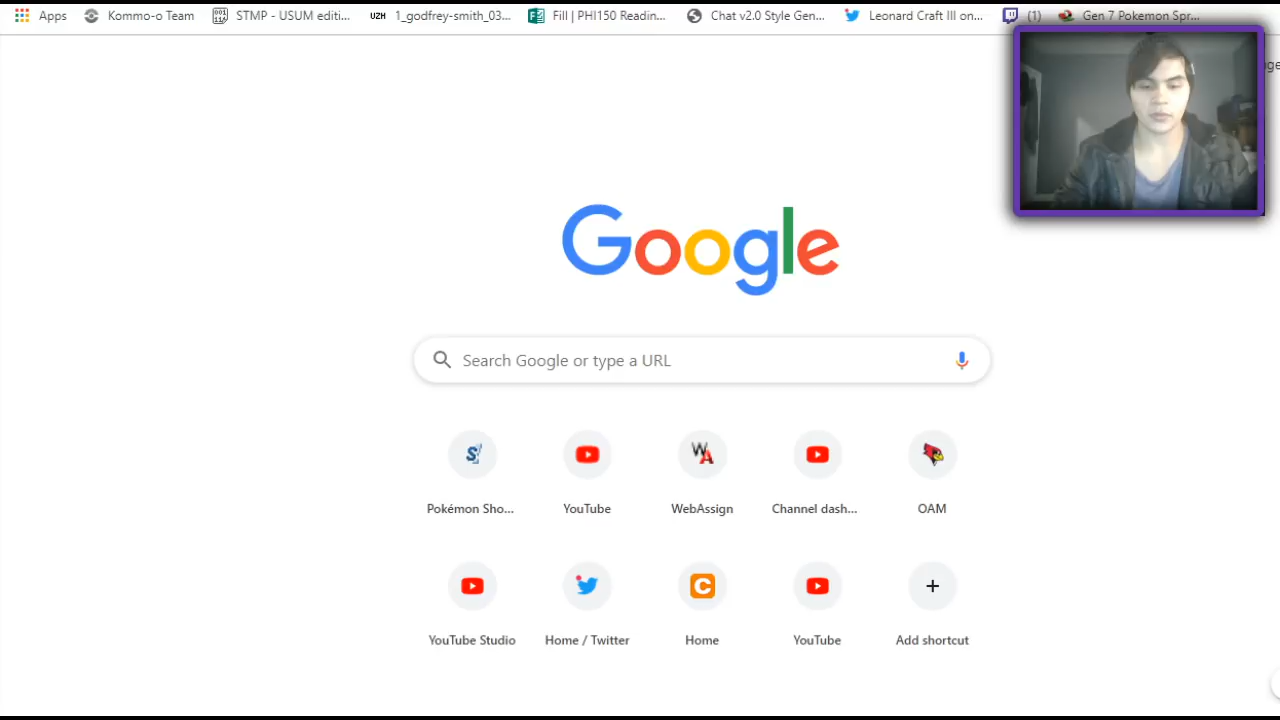 Apps Kommo-o Team STMP - USUM editi... UZH 1_godfrey-smith_03... Fill | PHI150 Readin... Chat v2.0 Style Gen... Leonard Craft III on... (1) Gen 7 Pokemon Spr...
Google
Search Google or type a URL
Pokémon Sho... YouTube WebAssign Channel dash... OAM
YouTube Studio Home / Twitter Home YouTube Add shortcut